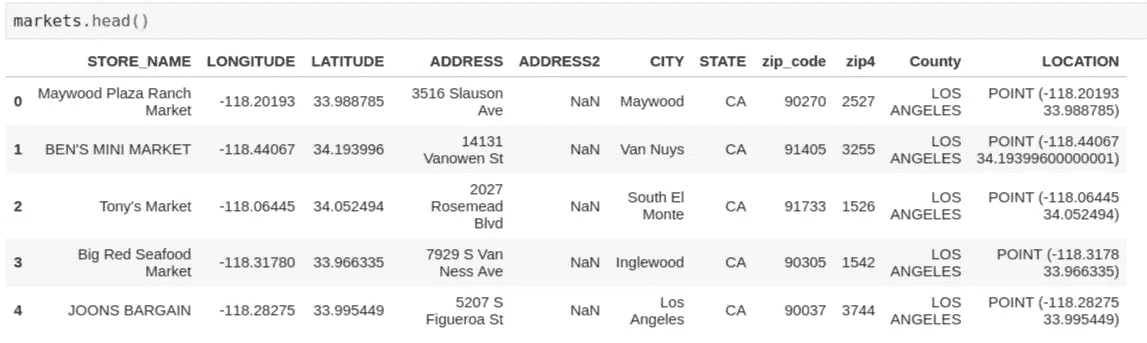 markets.head()
STORE_NAME LONGITUDE LATITUDE ADDRESS ADDRESS2 CITY STATE zip_code zip4 County LOCATION
0 Maywood Plaza Ranch Market -118.20193 33.988785 3516 Slauson Ave NaN Maywood CA 90270 2527 LOS ANGELES POINT (-118.20193 33.988785)
1 BEN'S MINI MARKET -118.44067 34.193996 14131 Vanowen St NaN Van Nuys CA 91405 3255 LOS ANGELES POINT (-118.44067 34.19399600000001)
2 Tony's Market -118.06445 34.052494 2027 Rosemead Blvd NaN South El Monte CA 91733 1526 LOS ANGELES POINT (-118.06445 34.052494)
3 Big Red Seafood Market -118.31780 33.966335 7929 S Van Ness Ave NaN Inglewood CA 90305 1542 LOS ANGELES POINT (-118.3178 33.966335)
4 JOONS BARGAIN -118.28275 33.995449 5207 S Figueroa St NaN Los Angeles CA 90037 3744 LOS ANGELES POINT (-118.28275 33.995449)